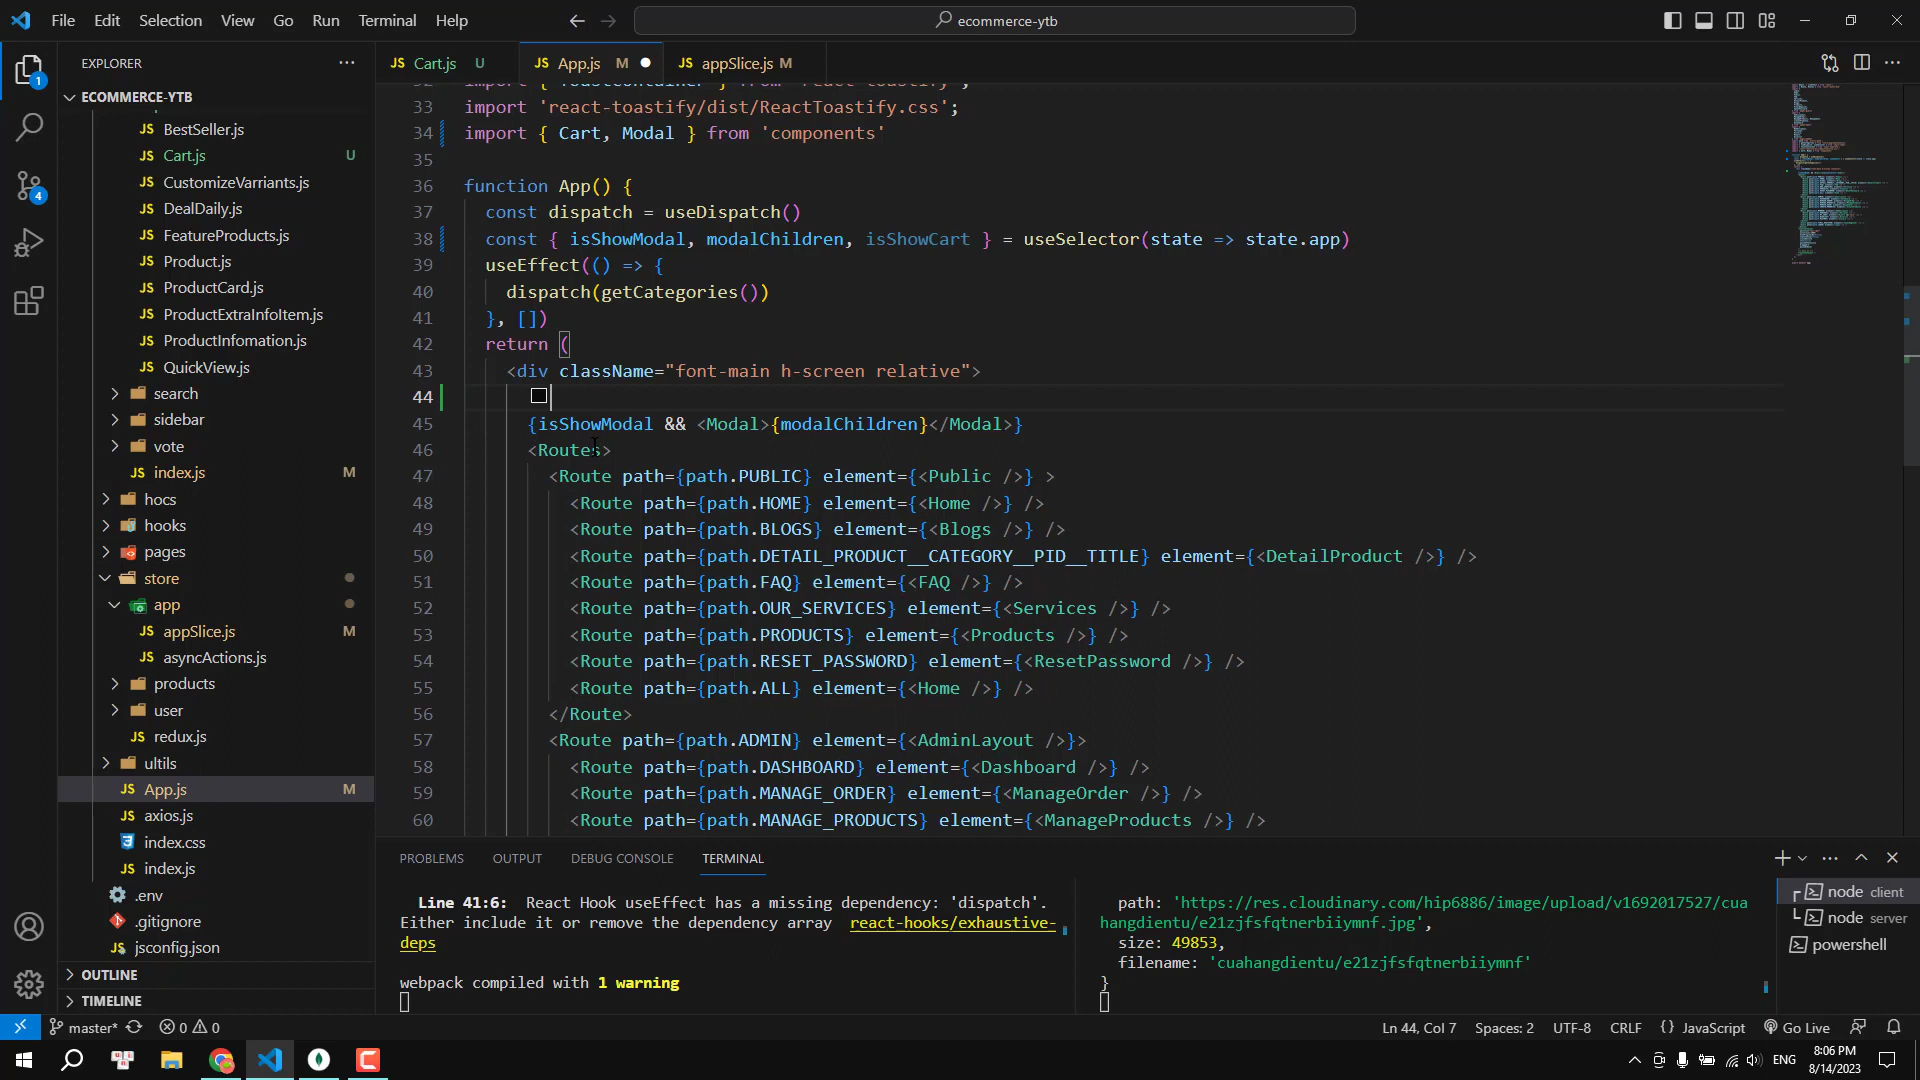 File Edit Selection View Go Run Terminal Help
ecommerce-ytb
EXPLORER
ECOMMERCE-YTB
JS BestSeller.js
JS Cart.js U
JS CustomizeVarriants.js
JS DealDaily.js
JS FeatureProducts.js
JS Product.js
JS ProductCard.js
JS ProductExtraInfoItem.js
JS ProductInfomation.js
JS QuickView.js
search
sidebar
vote
JS index.js M
hocs
hooks
pages
store
app
JS appSlice.js M
JS asyncActions.js
products
user
JS redux.js
ultils
JS App.js M
JS axios.js
index.css
JS index.js
.env
.gitignore
jsconfig.json
OUTLINE
TIMELINE
1
4
JS Cart.js U
JS App.js M
JS appSlice.js M
33 import 'react-toastify/dist/ReactToastify.css';
34 import { Cart, Modal } from 'components'
35
36 function App() {
37 const dispatch = useDispatch()
38 const { isShowModal, modalChildren, isShowCart } = useSelector(state => state.app)
39 useEffect(() => {
40 dispatch(getCategories())
41 }, [])
42 return (
43 <div className="font-main h-screen relative">
44
45 {isShowModal && <Modal>{modalChildren}</Modal>}
46 <Routes>
47 <Route path={path.PUBLIC} element={<Public />} >
48 <Route path={path.HOME} element={<Home />} />
49 <Route path={path.BLOGS} element={<Blogs />} />
50 <Route path={path.DETAIL_PRODUCT__CATEGORY__PID__TITLE} element={<DetailProduct />} />
51 <Route path={path.FAQ} element={<FAQ />} />
52 <Route path={path.OUR_SERVICES} element={<Services />} />
53 <Route path={path.PRODUCTS} element={<Products />} />
54 <Route path={path.RESET_PASSWORD} element={<ResetPassword />} />
55 <Route path={path.ALL} element={<Home />} />
56 </Route>
57 <Route path={path.ADMIN} element={<AdminLayout />}>
58 <Route path={path.DASHBOARD} element={<Dashboard />} />
59 <Route path={path.MANAGE_ORDER} element={<ManageOrder />} />
60 <Route path={path.MANAGE_PRODUCTS} element={<ManageProducts />} />
PROBLEMS OUTPUT DEBUG CONSOLE TERMINAL
Line 41:6: React Hook useEffect has a missing dependency: 'dispatch'.
Either include it or remove the dependency array react-hooks/exhaustive-
deps
webpack compiled with 1 warning
path: 'https://res.cloudinary.com/hip6886/image/upload/v1692017527/cua
hangdientu/e21zjfsfqtnerbiiymnf.jpg',
size: 49853,
filename: 'cuahangdientu/e21zjfsfqtnerbiiymnf'
}
node client
node server
powershell
master* 0 0
Ln 44, Col 7 Spaces: 2 UTF-8 CRLF {} JavaScript Go Live
ENG
8:06 PM
8/14/2023